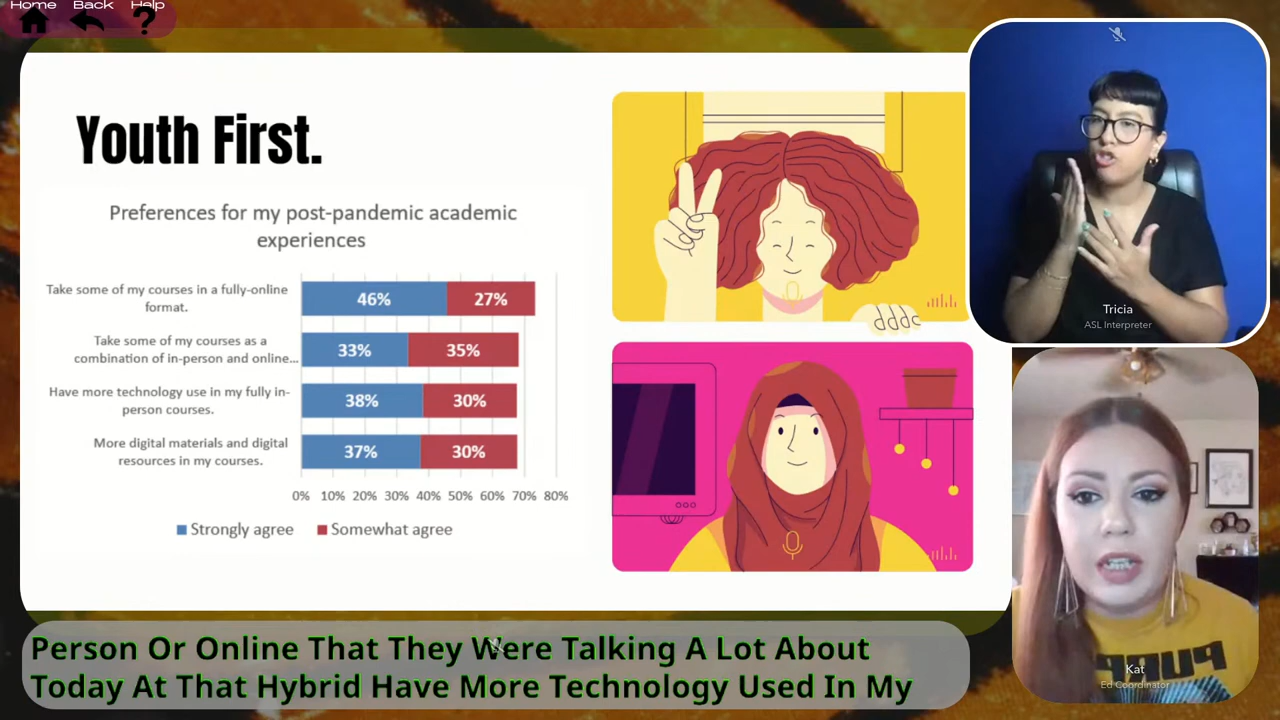 Home Back Help
?
Youth First.
Preferences for my post-pandemic academic
experiences
Take some of my courses in a fully-online
format.
46% 27%
Take some of my courses as a
combination of in-person and online...
33% 35%
Have more technology use in my fully in-
person courses.
38% 30%
More digital materials and digital
resources in my courses.
37% 30%
0% 10% 20% 30% 40% 50% 60% 70% 80%
Strongly agree Somewhat agree
Tricia
ASL Interpreter
Kat
Ed Coordinator
Person Or Online That They Were Talking A Lot About
Today At That Hybrid Have More Technology Used In My